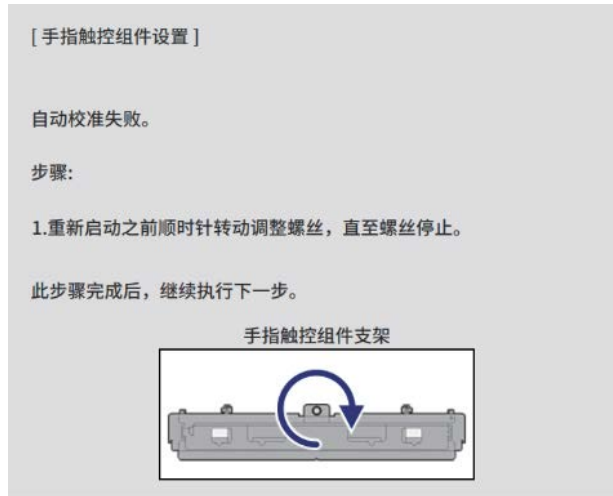 [ 手指触控组件设置 ]
自动校准失败。
步骤:
1.重新启动之前顺时针转动调整螺丝，直至螺丝停止。
此步骤完成后，继续执行下一步。
手指触控组件支架